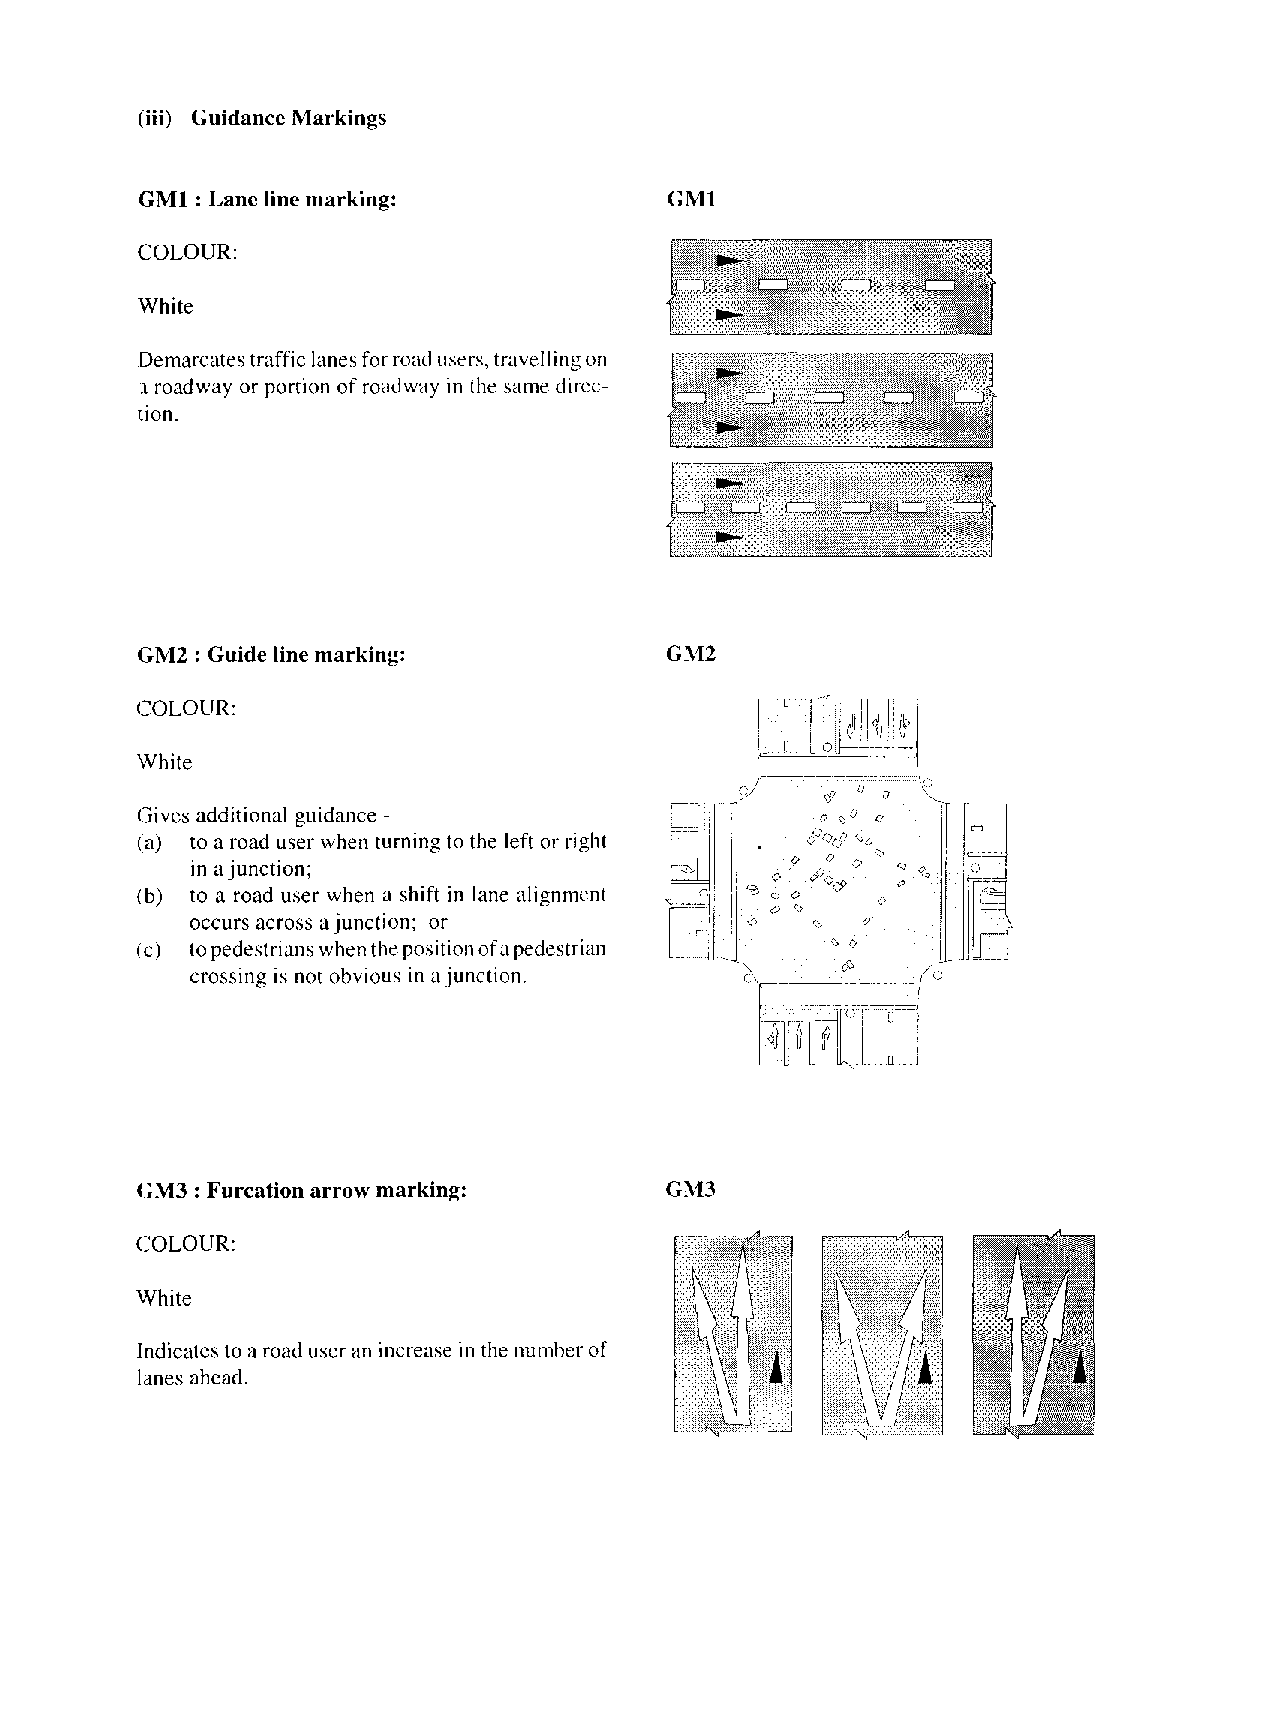 (iii) Guidance Markings
GM1 : Lane line marking:
GM1
COLOUR:
White
Demarcates traffic lanes for road users, travelling on
a roadway or portion of roadway in the same direc-
tion.
GM2 : Guide line marking:
GM2
COLOUR:
White
Gives additional guidance -
(a) to a road user when turning to the left or right
in a junction;
(b) to a road user when a shift in lane alignment
occurs across a junction; or
(c) to pedestrians when the position of a pedestrian
crossing is not obvious in a junction.
GM3 : Furcation arrow marking:
GM3
COLOUR:
White
Indicates to a road user an increase in the number of
lanes ahead.